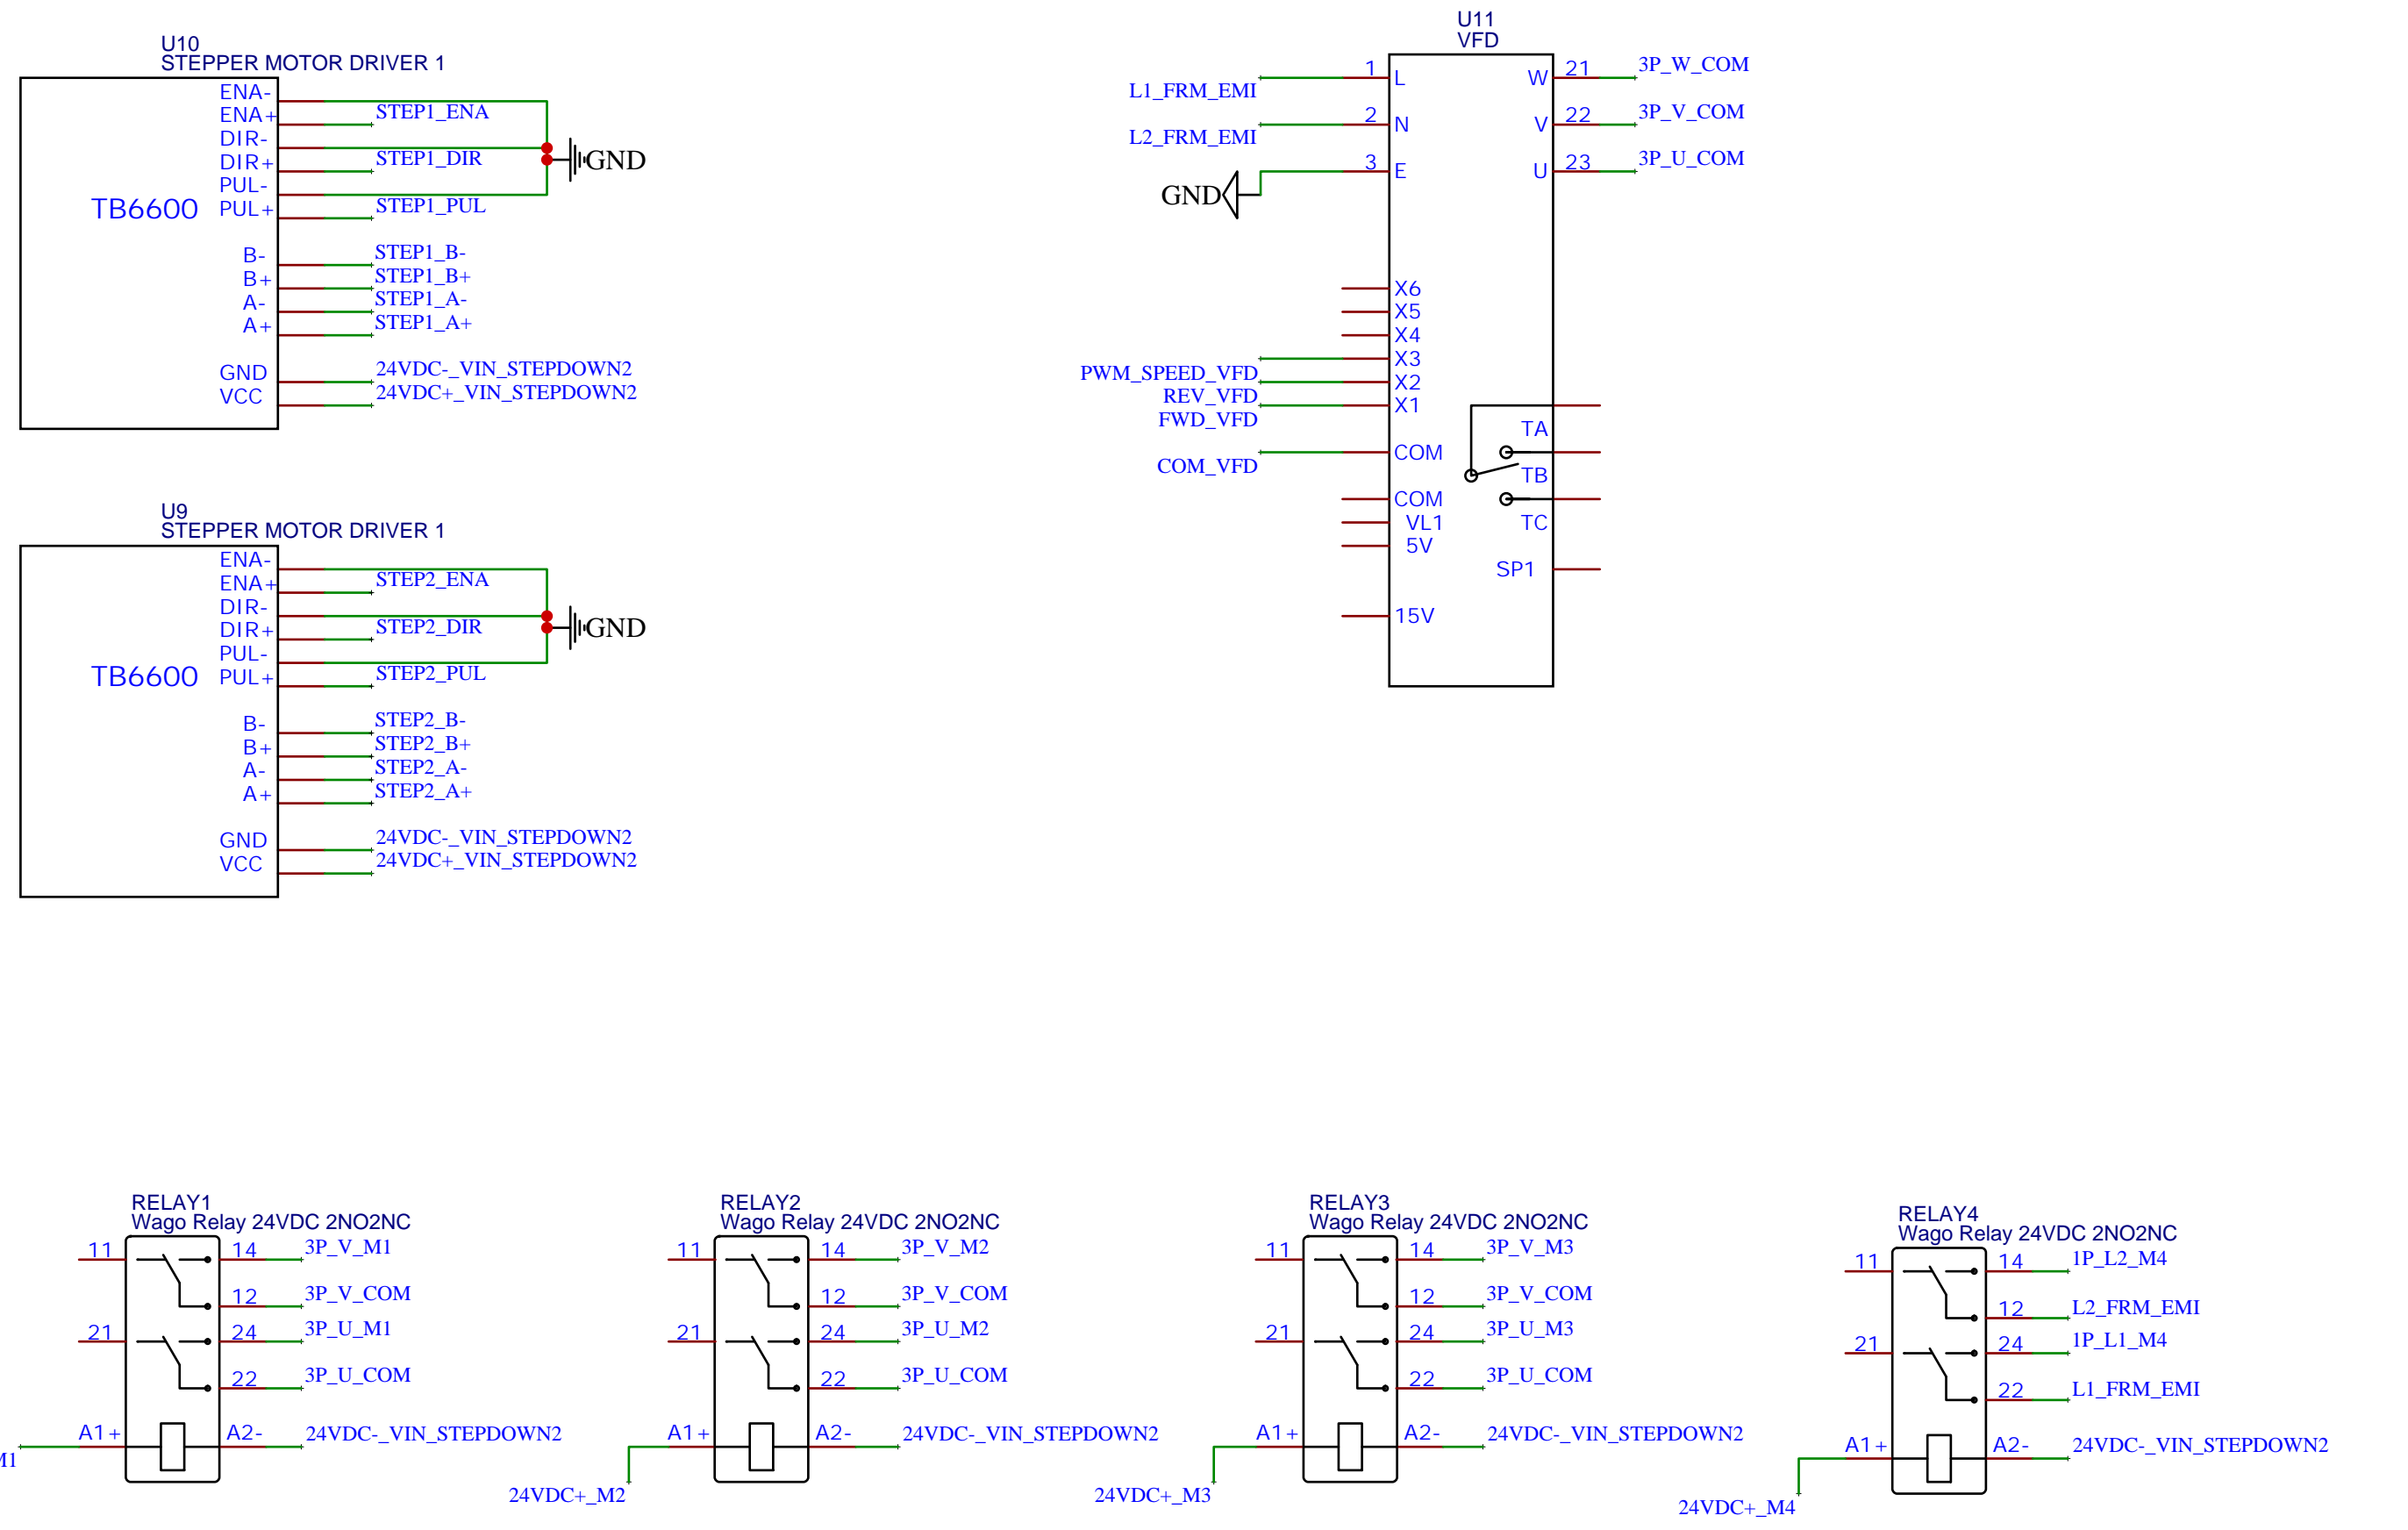 U10
STEPPER MOTOR DRIVER 1
TB6600
ENA-
ENA+
DIR-
DIR+
PUL-
PUL+
B-
B+
A-
A+
GND
VCC
STEP1_ENA
STEP1_DIR
STEP1_PUL
GND
STEP1_B-
STEP1_B+
STEP1_A-
STEP1_A+
24VDC-_VIN_STEPDOWN2
24VDC+_VIN_STEPDOWN2
U9
STEPPER MOTOR DRIVER 1
TB6600
ENA-
ENA+
DIR-
DIR+
PUL-
PUL+
B-
B+
A-
A+
GND
VCC
STEP2_ENA
STEP2_DIR
STEP2_PUL
GND
STEP2_B-
STEP2_B+
STEP2_A-
STEP2_A+
24VDC-_VIN_STEPDOWN2
24VDC+_VIN_STEPDOWN2
U11
VFD
L1_FRM_EMI
1 L
L2_FRM_EMI
2 N
GND
3 E
W 21 3P_W_COM
V 22 3P_V_COM
U 23 3P_U_COM
X6
X5
X4
X3
X2
X1
PWM_SPEED_VFD
REV_VFD
FWD_VFD
COM
COM_VFD
COM
VL1
5V
15V
TA
TB
TC
SP1
RELAY1
Wago Relay 24VDC 2NO2NC
11 14 3P_V_M1
12 3P_V_COM
21 24 3P_U_M1
22 3P_U_COM
A1+ A2- 24VDC-_VIN_STEPDOWN2
M1
RELAY2
Wago Relay 24VDC 2NO2NC
11 14 3P_V_M2
12 3P_V_COM
21 24 3P_U_M2
22 3P_U_COM
A1+ A2- 24VDC-_VIN_STEPDOWN2
24VDC+_M2
RELAY3
Wago Relay 24VDC 2NO2NC
11 14 3P_V_M3
12 3P_V_COM
21 24 3P_U_M3
22 3P_U_COM
A1+ A2- 24VDC-_VIN_STEPDOWN2
24VDC+_M3
RELAY4
Wago Relay 24VDC 2NO2NC
11 14 1P_L2_M4
12 L2_FRM_EMI
21 24 1P_L1_M4
22 L1_FRM_EMI
A1+ A2- 24VDC-_VIN_STEPDOWN2
24VDC+_M4